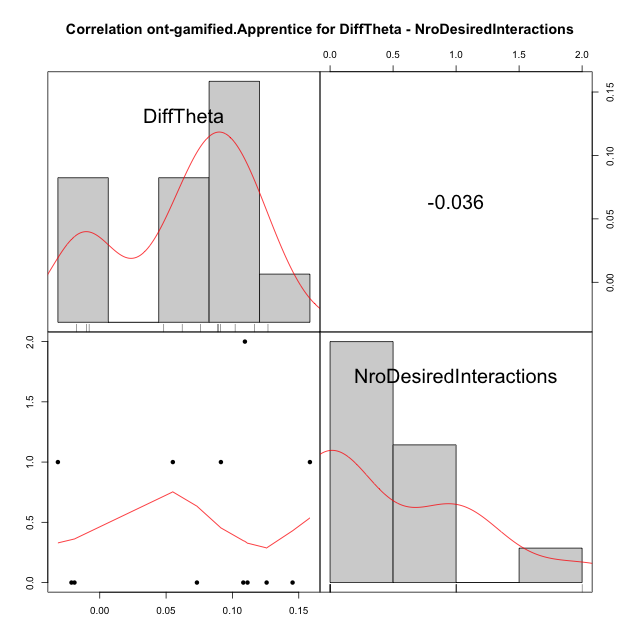 Correlation ont-gamified.Apprentice for DiffTheta - NroDesiredInteractions
0.0 0.5 1.0 1.5 2.0
DiffTheta
-0.036
0.15
0.10
0.05
0.00
2.0
1.5
1.0
0.5
0.0
NroDesiredInteractions
0.00 0.05 0.10 0.15